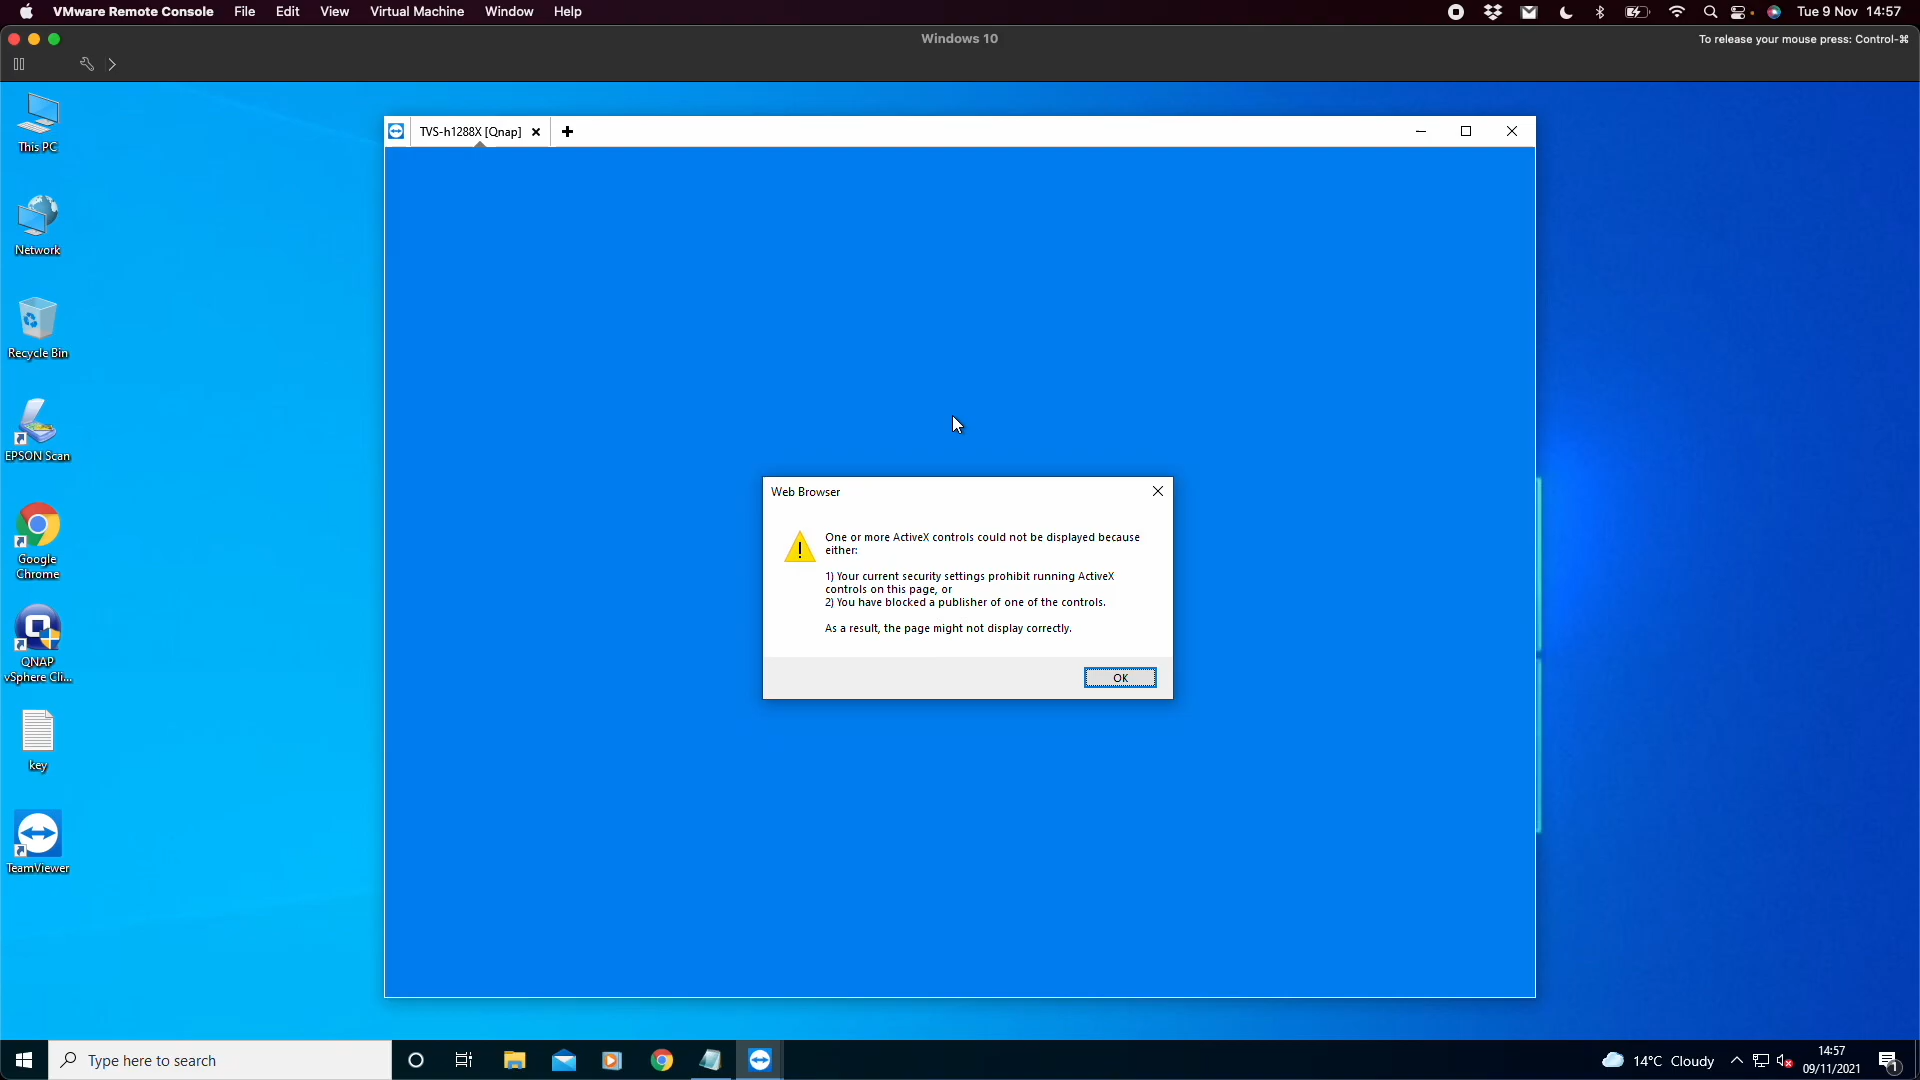 VMware Remote Console File Edit View Virtual Machine Window Help Tue 9 Nov 14:57
Windows 10 To release your mouse press: Control-⌘
This PC
Network
Recycle Bin
EPSON Scan
Google
Chrome
QNAP
vSphere Cli...
key
TeamViewer
TVS-h1288X [Qnap]
Web Browser
One or more ActiveX controls could not be displayed because
either:
1) Your current security settings prohibit running ActiveX
controls on this page, or
2) You have blocked a publisher of one of the controls.
As a result, the page might not display correctly.
OK
Type here to search
14°C Cloudy
14:57
09/11/2021
1